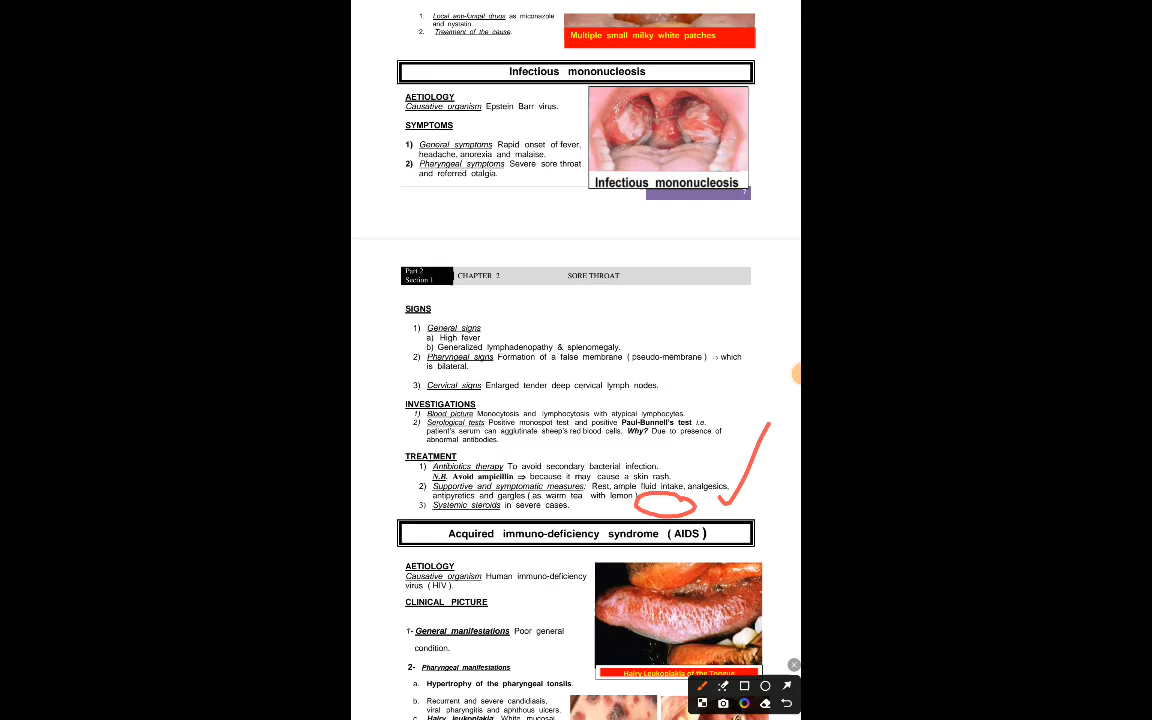 1. Local anti-fungal drugs as miconazole
and nystatin.
2. Treatment of the cause.
Multiple small milky white patches
Infectious mononucleosis
AETIOLOGY
Causative organism Epstein Barr virus.
SYMPTOMS
1) General symptoms Rapid onset of fever,
headache, anorexia and malaise.
2) Pharyngeal symptoms Severe sore throat
and referred otalgia.
Infectious mononucleosis
7
Part 2
Section 1
CHAPTER 2
SORE THROAT
SIGNS
1) General signs
a) High fever
b) Generalized lymphadenopathy & splenomegaly.
2) Pharyngeal signs Formation of a false membrane ( pseudo-membrane ) ⇒ which
is bilateral.
3) Cervical signs Enlarged tender deep cervical lymph nodes.
INVESTIGATIONS
1) Blood picture Monocytosis and lymphocytosis with atypical lymphocytes.
2) Serological tests Positive monospot test and positive Paul-Bunnell's test i.e.
patient's serum can agglutinate sheep's red blood cells. Why? Due to presence of
abnormal antibodies.
TREATMENT
1) Antibiotics therapy To avoid secondary bacterial infection.
N.B. Avoid ampicillin ⇒ because it may cause a skin rash.
2) Supportive and symptomatic measures: Rest, ample fluid intake, analgesics,
antipyretics and gargles ( as warm tea with lemon )
3) Systemic steroids in severe cases.
Acquired immuno-deficiency syndrome ( AIDS )
AETIOLOGY
Causative organism Human immuno-deficiency
virus ( HIV ).
CLINICAL PICTURE
1- General manifestations Poor general
condition.
2- Pharyngeal manifestations
a. Hypertrophy of the pharyngeal tonsils.
b. Recurrent and severe candidiasis,
viral pharyngitis and aphthous ulcers.
c. Hairy leukoplakia: White mucosal
Hairy Leukoplakia of the Tongue